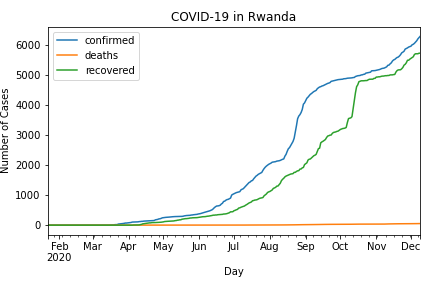 COVID-19 in Rwanda
confirmed
deaths
recovered
Number of Cases
6000
5000
4000
3000
2000
1000
0
Feb Mar Apr May Jun Jul Aug Sep Oct Nov Dec
2020
Day